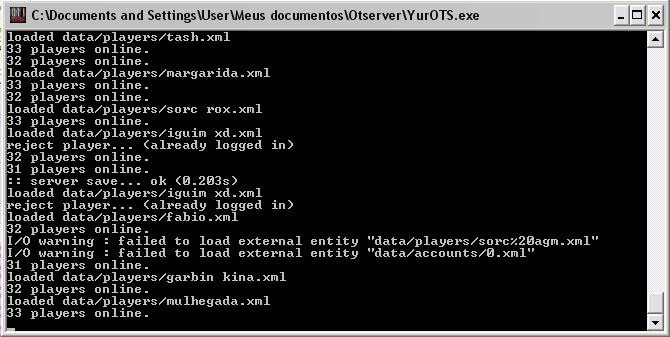 C:\Documents and Settings\User\Meus documentos\Otserver\YurOTS.exe
loaded data/players/tash.xml
33 players online.
32 players online.
loaded data/players/margarida.xml
33 players online.
32 players online.
loaded data/players/sorc rox.xml
33 players online.
loaded data/players/iguim xd.xml
reject player... (already logged in)
32 players online.
31 players online.
:: server save... ok (0.203s)
loaded data/players/iguim xd.xml
reject player... (already logged in)
loaded data/players/fabio.xml
32 players online.
I/O warning : failed to load external entity "data/players/sorc%20agm.xml"
I/O warning : failed to load external entity "data/accounts/0.xml"
31 players online.
loaded data/players/garbin kina.xml
32 players online.
loaded data/players/mulhegada.xml
33 players online.